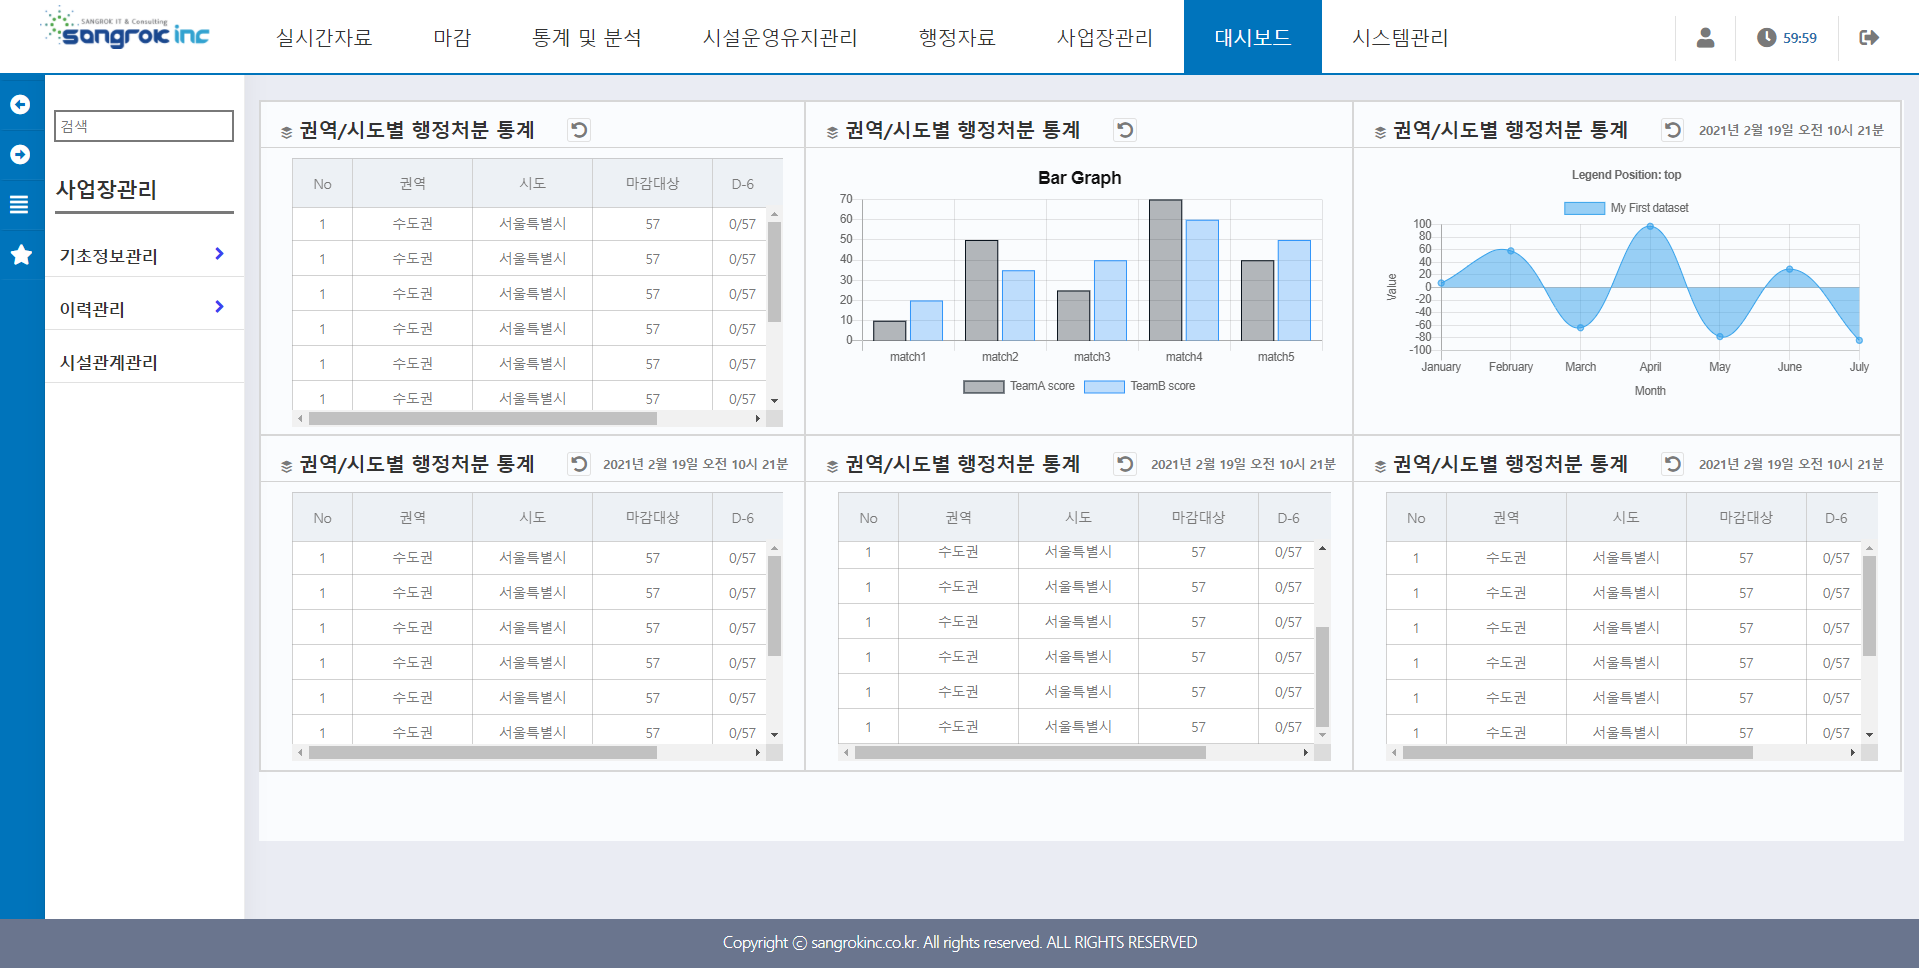 SANGROK IT & Consulting
sangrok inc
실시간자료 마감 통계 및 분석 시설운영유지관리 행정자료 사업장관리 대시보드 시스템관리 59:59
검색
사업장관리
기초정보관리
이력관리
시설관계관리
권역/시도별 행정처분 통계
No 권역 시도 마감대상 D-6
1 수도권 서울특별시 57 0/57
1 수도권 서울특별시 57 0/57
1 수도권 서울특별시 57 0/57
1 수도권 서울특별시 57 0/57
1 수도권 서울특별시 57 0/57
1 수도권 서울특별시 57 0/57
권역/시도별 행정처분 통계
Bar Graph
70
60
50
40
30
20
10
0
match1 match2 match3 match4 match5
TeamA score TeamB score
권역/시도별 행정처분 통계 2021년 2월 19일 오전 10시 21분
Legend Position: top
My First dataset
100
80
60
40
20
0
-20
-40
-60
-80
-100
Value
January February March April May June July
Month
권역/시도별 행정처분 통계 2021년 2월 19일 오전 10시 21분
No 권역 시도 마감대상 D-6
1 수도권 서울특별시 57 0/57
1 수도권 서울특별시 57 0/57
1 수도권 서울특별시 57 0/57
1 수도권 서울특별시 57 0/57
1 수도권 서울특별시 57 0/57
1 수도권 서울특별시 57 0/57
권역/시도별 행정처분 통계 2021년 2월 19일 오전 10시 21분
No 권역 시도 마감대상 D-6
1 수도권 서울특별시 57 0/57
1 수도권 서울특별시 57 0/57
1 수도권 서울특별시 57 0/57
1 수도권 서울특별시 57 0/57
1 수도권 서울특별시 57 0/57
1 수도권 서울특별시 57 0/57
권역/시도별 행정처분 통계 2021년 2월 19일 오전 10시 21분
No 권역 시도 마감대상 D-6
1 수도권 서울특별시 57 0/57
1 수도권 서울특별시 57 0/57
1 수도권 서울특별시 57 0/57
1 수도권 서울특별시 57 0/57
1 수도권 서울특별시 57 0/57
1 수도권 서울특별시 57 0/57
Copyright ⓒ sangrokinc.co.kr. All rights reserved. ALL RIGHTS RESERVED